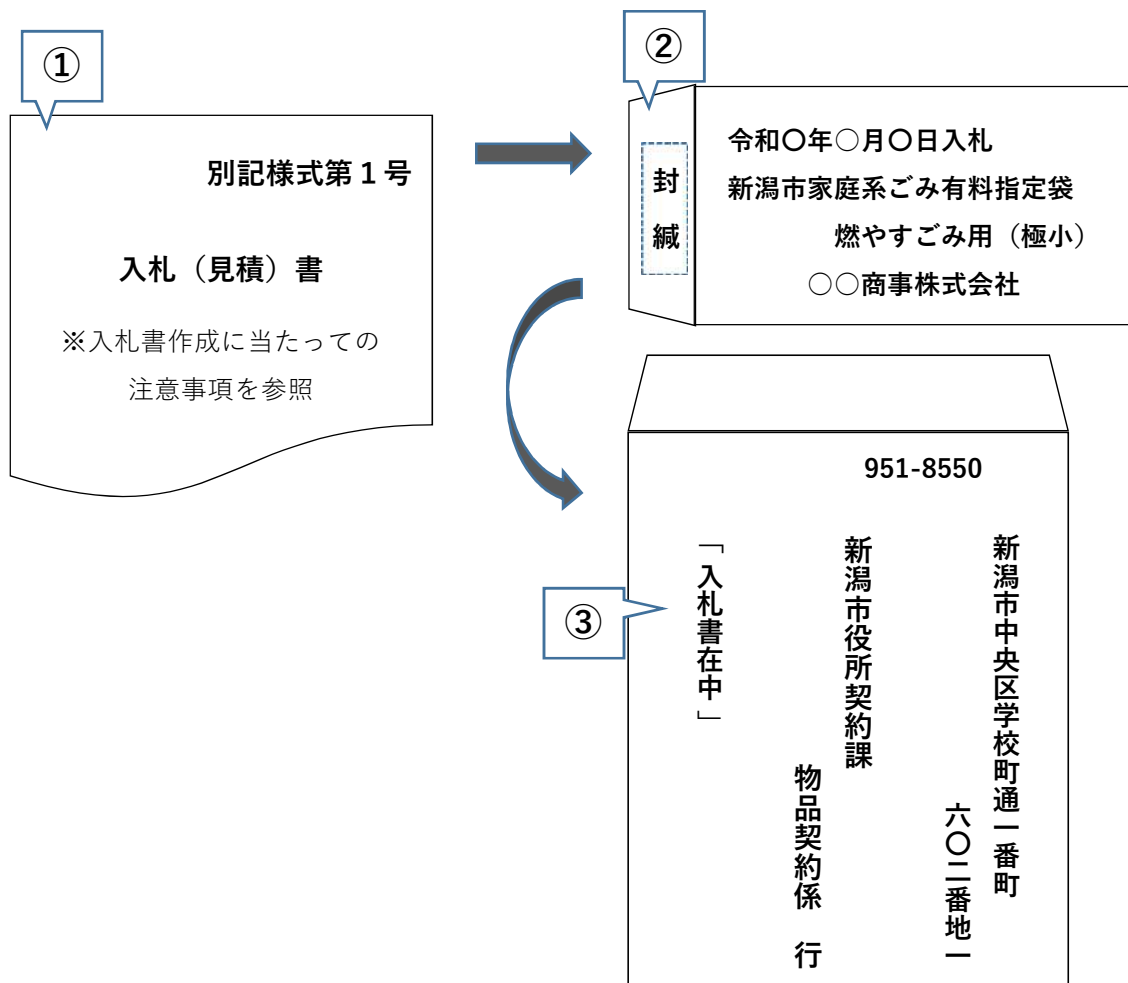 ①
別記様式第１号
入札（見積）書
※入札書作成に当たっての
注意事項を参照
②
封緘
令和〇年○月〇日入札
新潟市家庭系ごみ有料指定袋
燃やすごみ用（極小）
○○商事株式会社
③
951-8550
新潟市中央区学校町通一番町
六〇二番地一
新潟市役所契約課
物品契約係　行
「入札書在中」